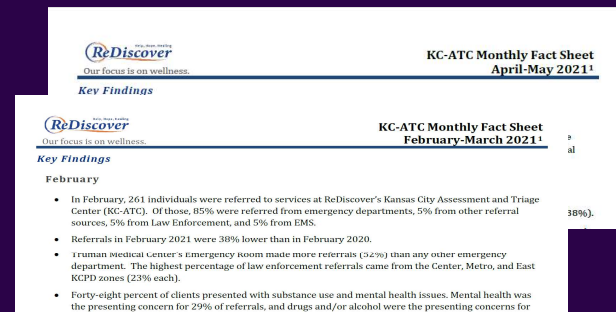 Help, Hope, Healing
ReDiscover
Our focus is on wellness.
KC-ATC Monthly Fact Sheet
April-May 2021¹
Key Findings
Help, Hope, Healing
ReDiscover
Our focus is on wellness.
KC-ATC Monthly Fact Sheet
February-March 2021¹
Key Findings
February
• In February, 261 individuals were referred to services at ReDiscover's Kansas City Assessment and Triage
Center (KC-ATC). Of those, 85% were referred from emergency departments, 5% from other referral
sources, 5% from Law Enforcement, and 5% from EMS.
• Referrals in February 2021 were 38% lower than in February 2020.
• Truman Medical Center's Emergency Room made more referrals (52%) than any other emergency
department. The highest percentage of law enforcement referrals came from the Center, Metro, and East
KCPD zones (23% each).
• Forty-eight percent of clients presented with substance use and mental health issues. Mental health was
the presenting concern for 29% of referrals, and drugs and/or alcohol were the presenting concerns for
e
al
38%).